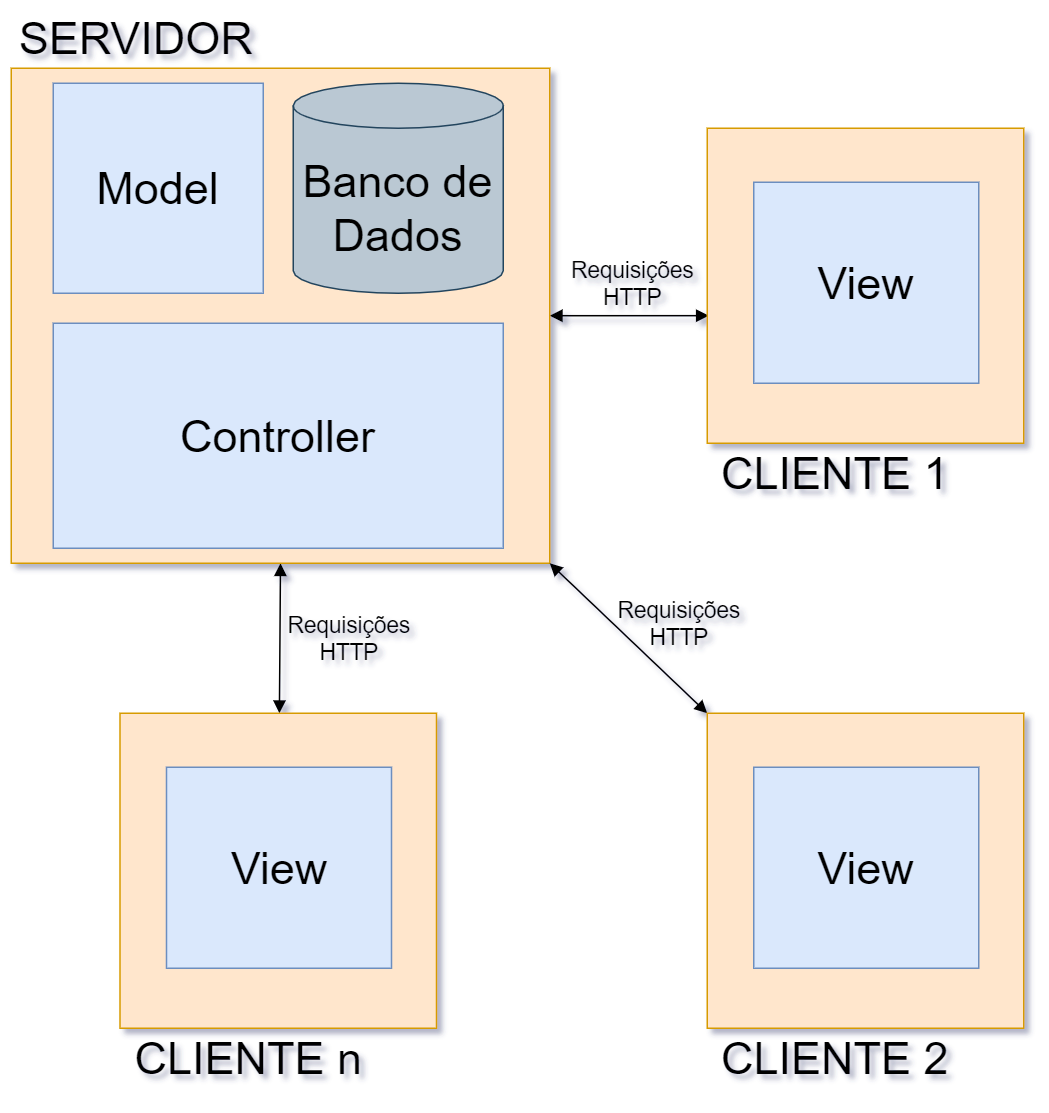 SERVIDOR
Model
Banco de
Dados
Controller
Requisições
HTTP
View
CLIENTE 1
Requisições
HTTP
Requisições
HTTP
View
CLIENTE n
View
CLIENTE 2